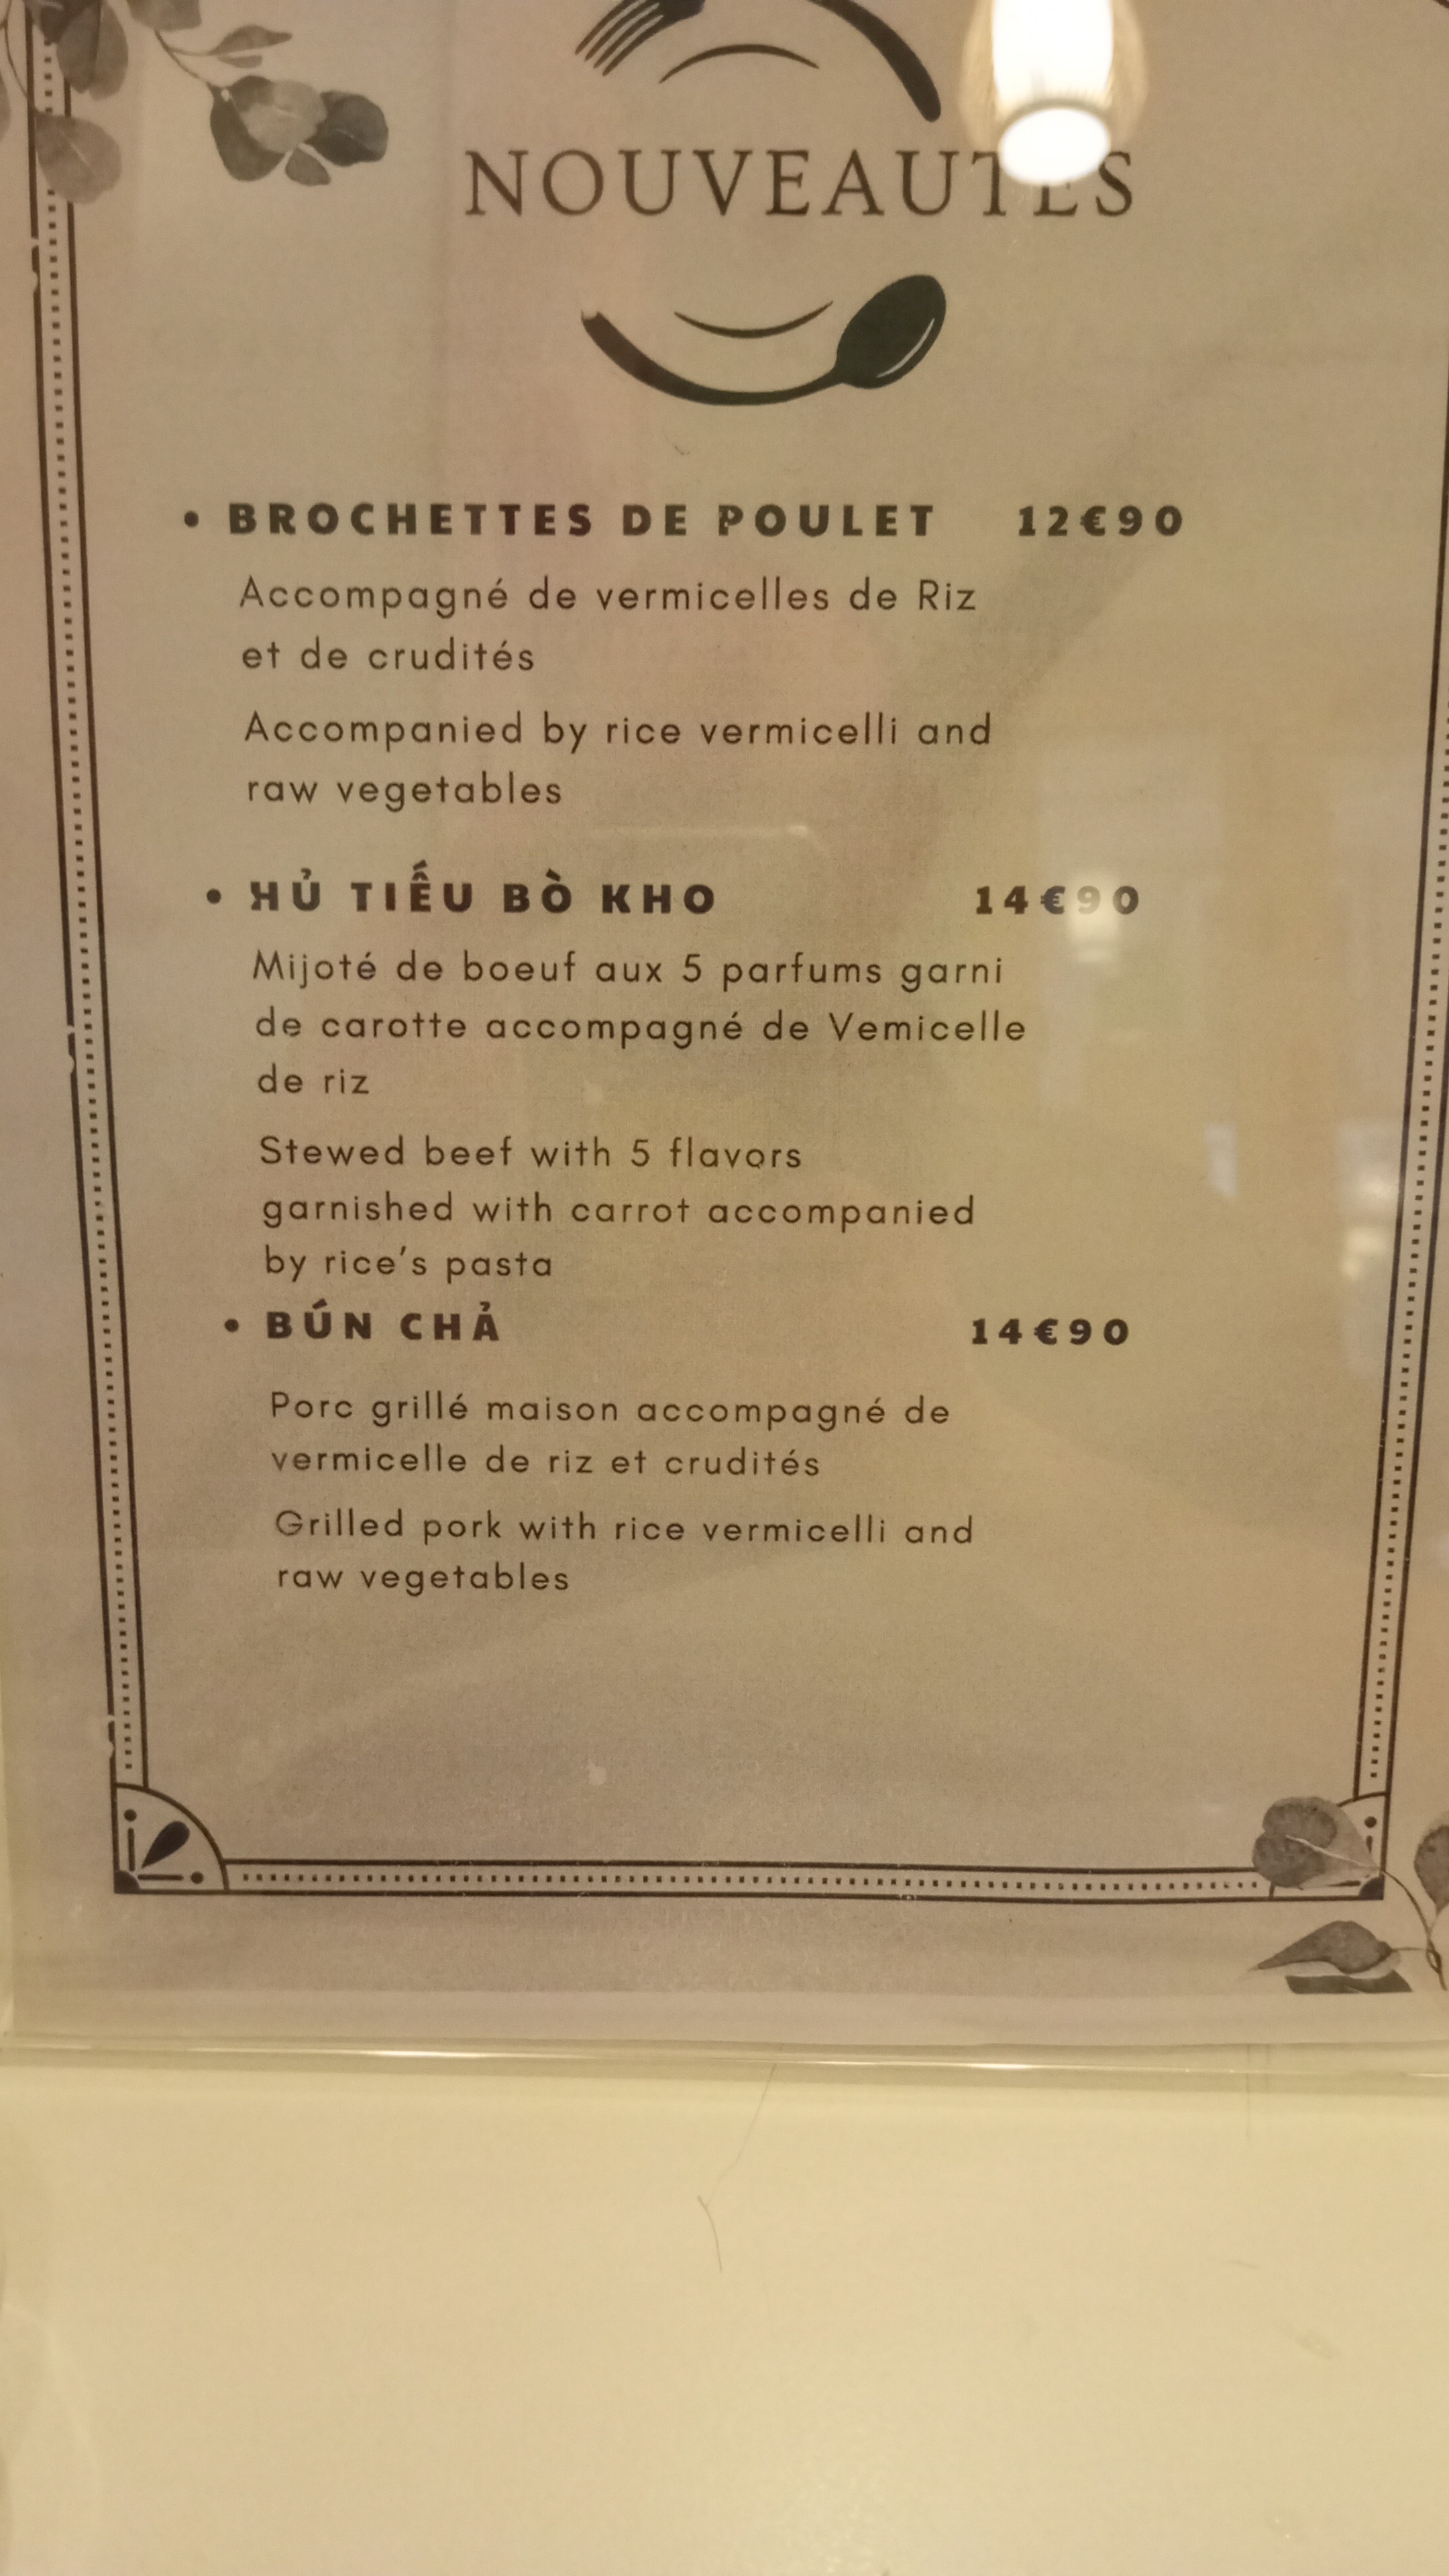 NOUVEAUTÉS
• BROCHETTES DE POULET 12€90
Accompagné de vermicelles de Riz
et de crudités
Accompanied by rice vermicelli and
raw vegetables
• HỦ TIẾU BÒ KHO 14€90
Mijoté de boeuf aux 5 parfums garni
de carotte accompagné de Vemicelle
de riz
Stewed beef with 5 flavors
garnished with carrot accompanied
by rice's pasta
• BÚN CHẢ 14€90
Porc grillé maison accompagné de
vermicelle de riz et crudités
Grilled pork with rice vermicelli and
raw vegetables